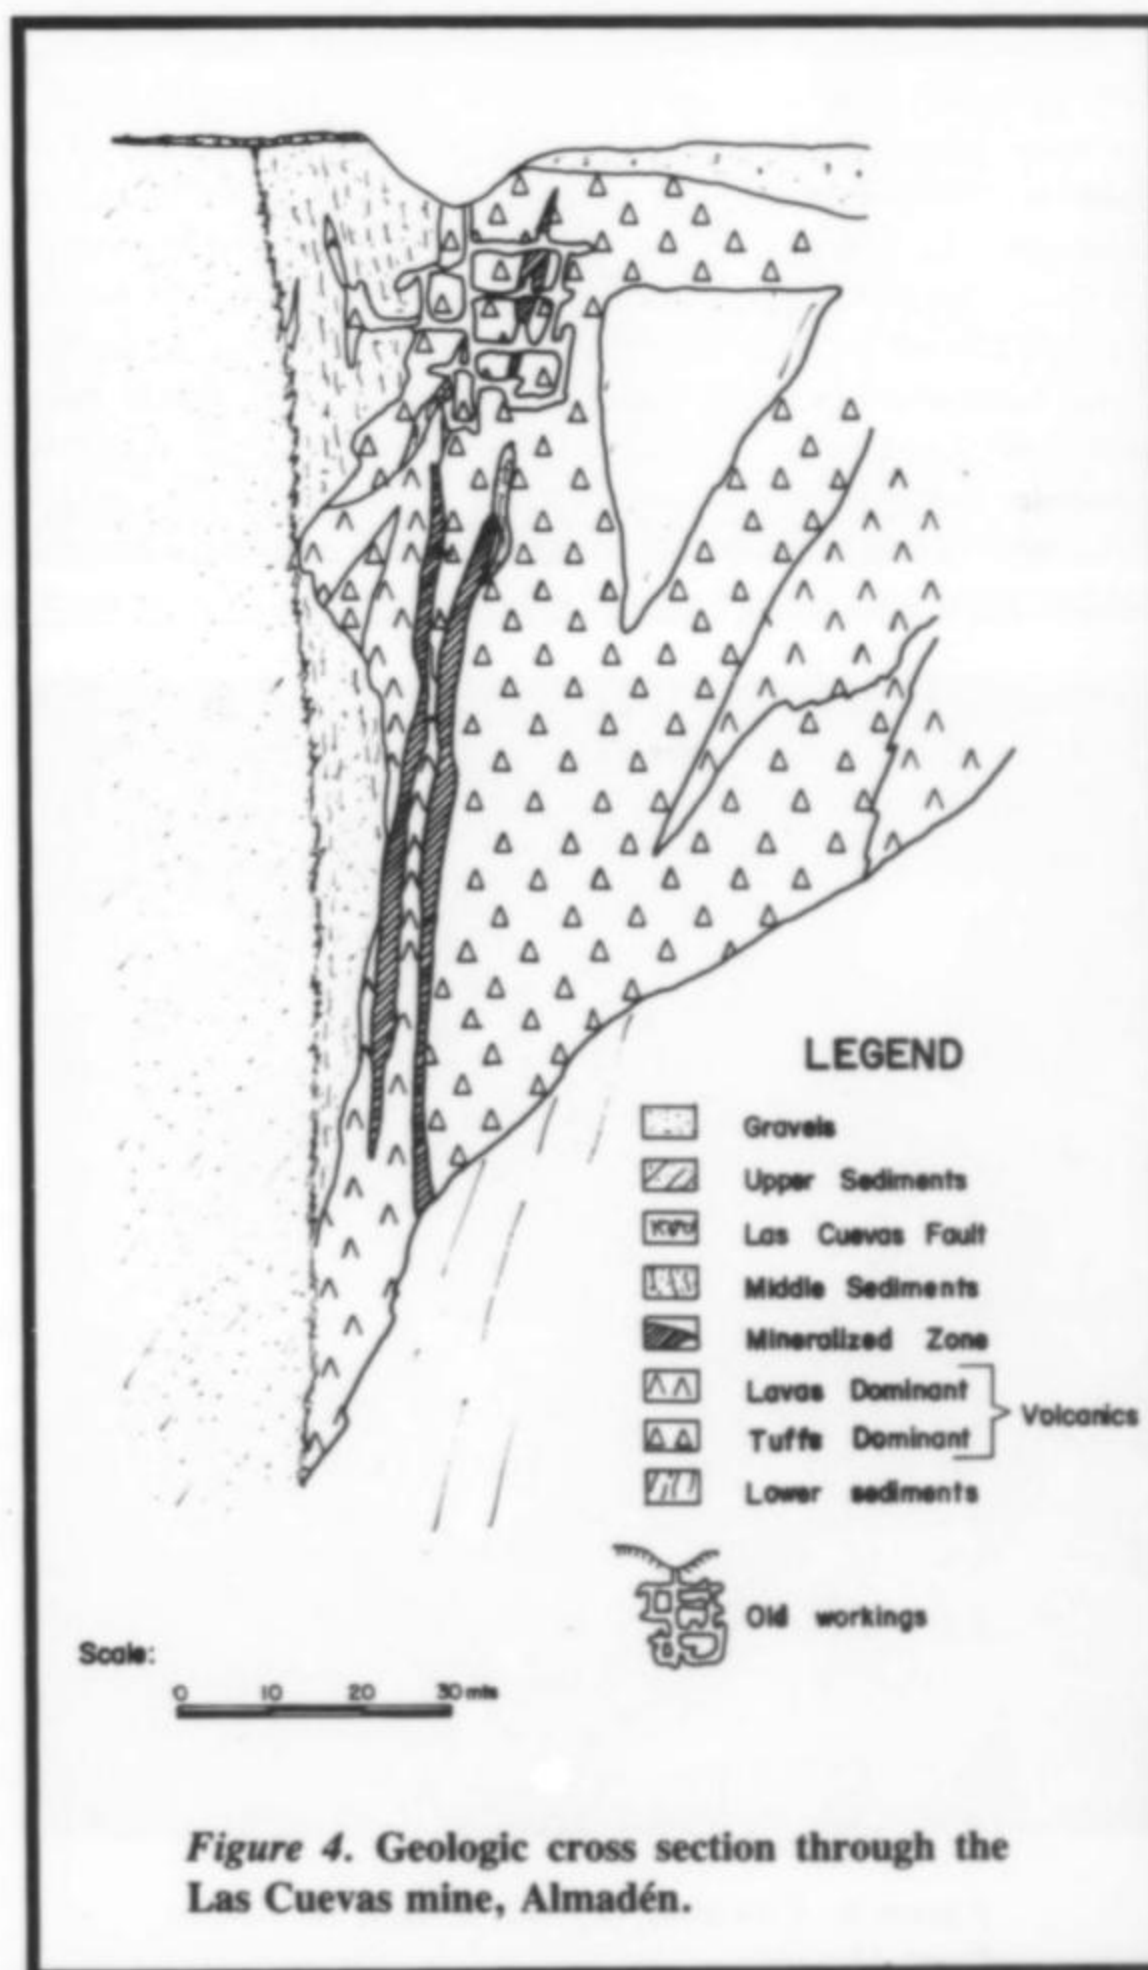 LEGEND
Gravels
Upper Sediments
Las Cuevas Fault
Middle Sediments
Mineralized Zone
Lavas Dominant
Volcanics
Tuffs Dominant
Lower sediments
Old workings
Scale:
0 10 20 30 mts
Figure 4. Geologic cross section through the
Las Cuevas mine, Almadén.